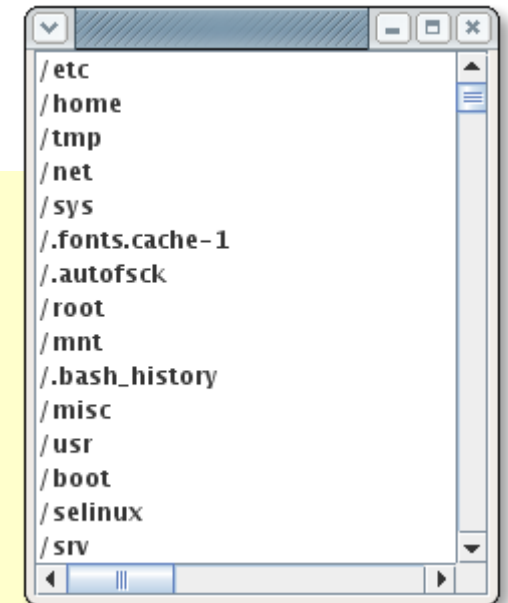 /etc
/home
/tmp
/net
/sys
/.fonts.cache-1
/.autofsck
/root
/mnt
/.bash_history
/misc
/usr
/boot
/selinux
/srv